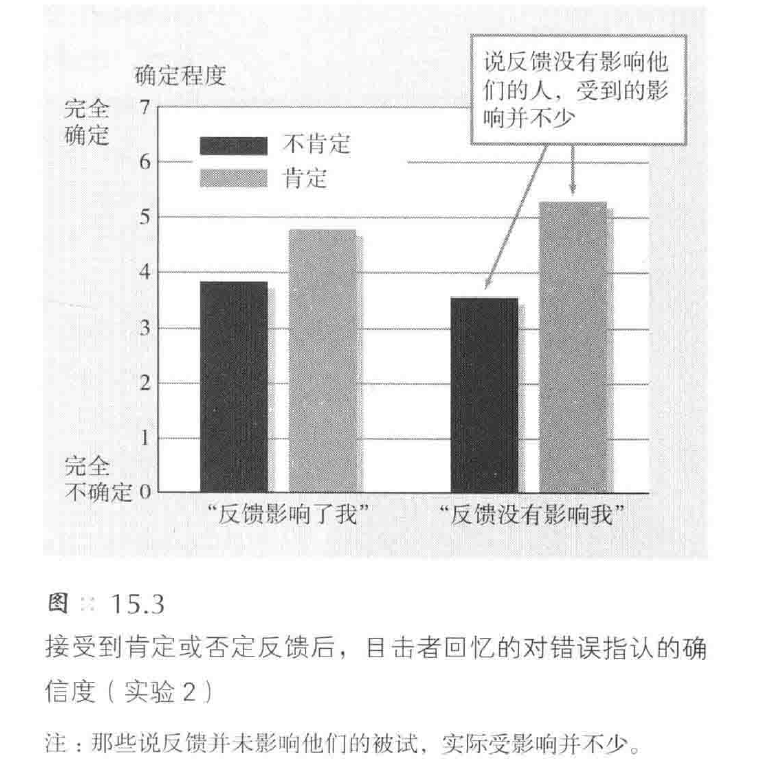 确定程度
说反馈没有影响他
们的人，受到的影
响并不少
完全
确定
7
不肯定
肯定
6
5
4
3
2
1
完全
不确定
0
“反馈影响了我”
“反馈没有影响我”
图 :: 15.3
接受到肯定或否定反馈后，目击者回忆的对错误指认的确
信度（实验2）
注：那些说反馈并未影响他们的被试，实际受影响并不少。